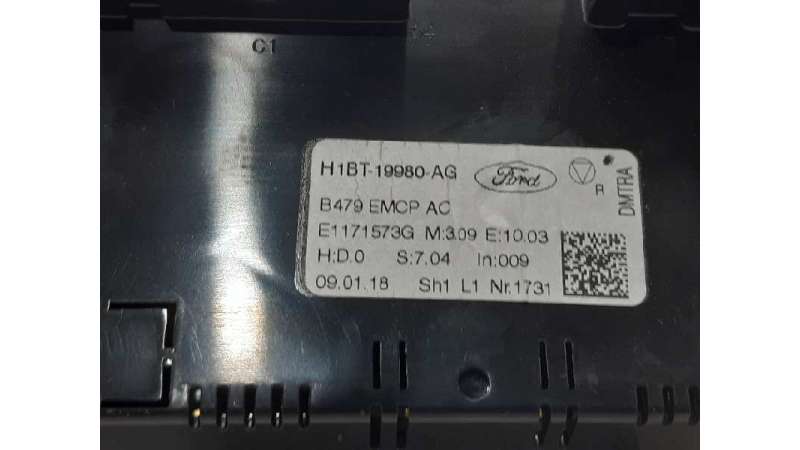 C1
H1BT-19980-AG Ford R
DMTRA
B479 EMCP AC
E1171573G M:3.09 E:10.03
H:D.0 S:7.04 In:009
09.01.18 Sh1 L1 Nr.1731